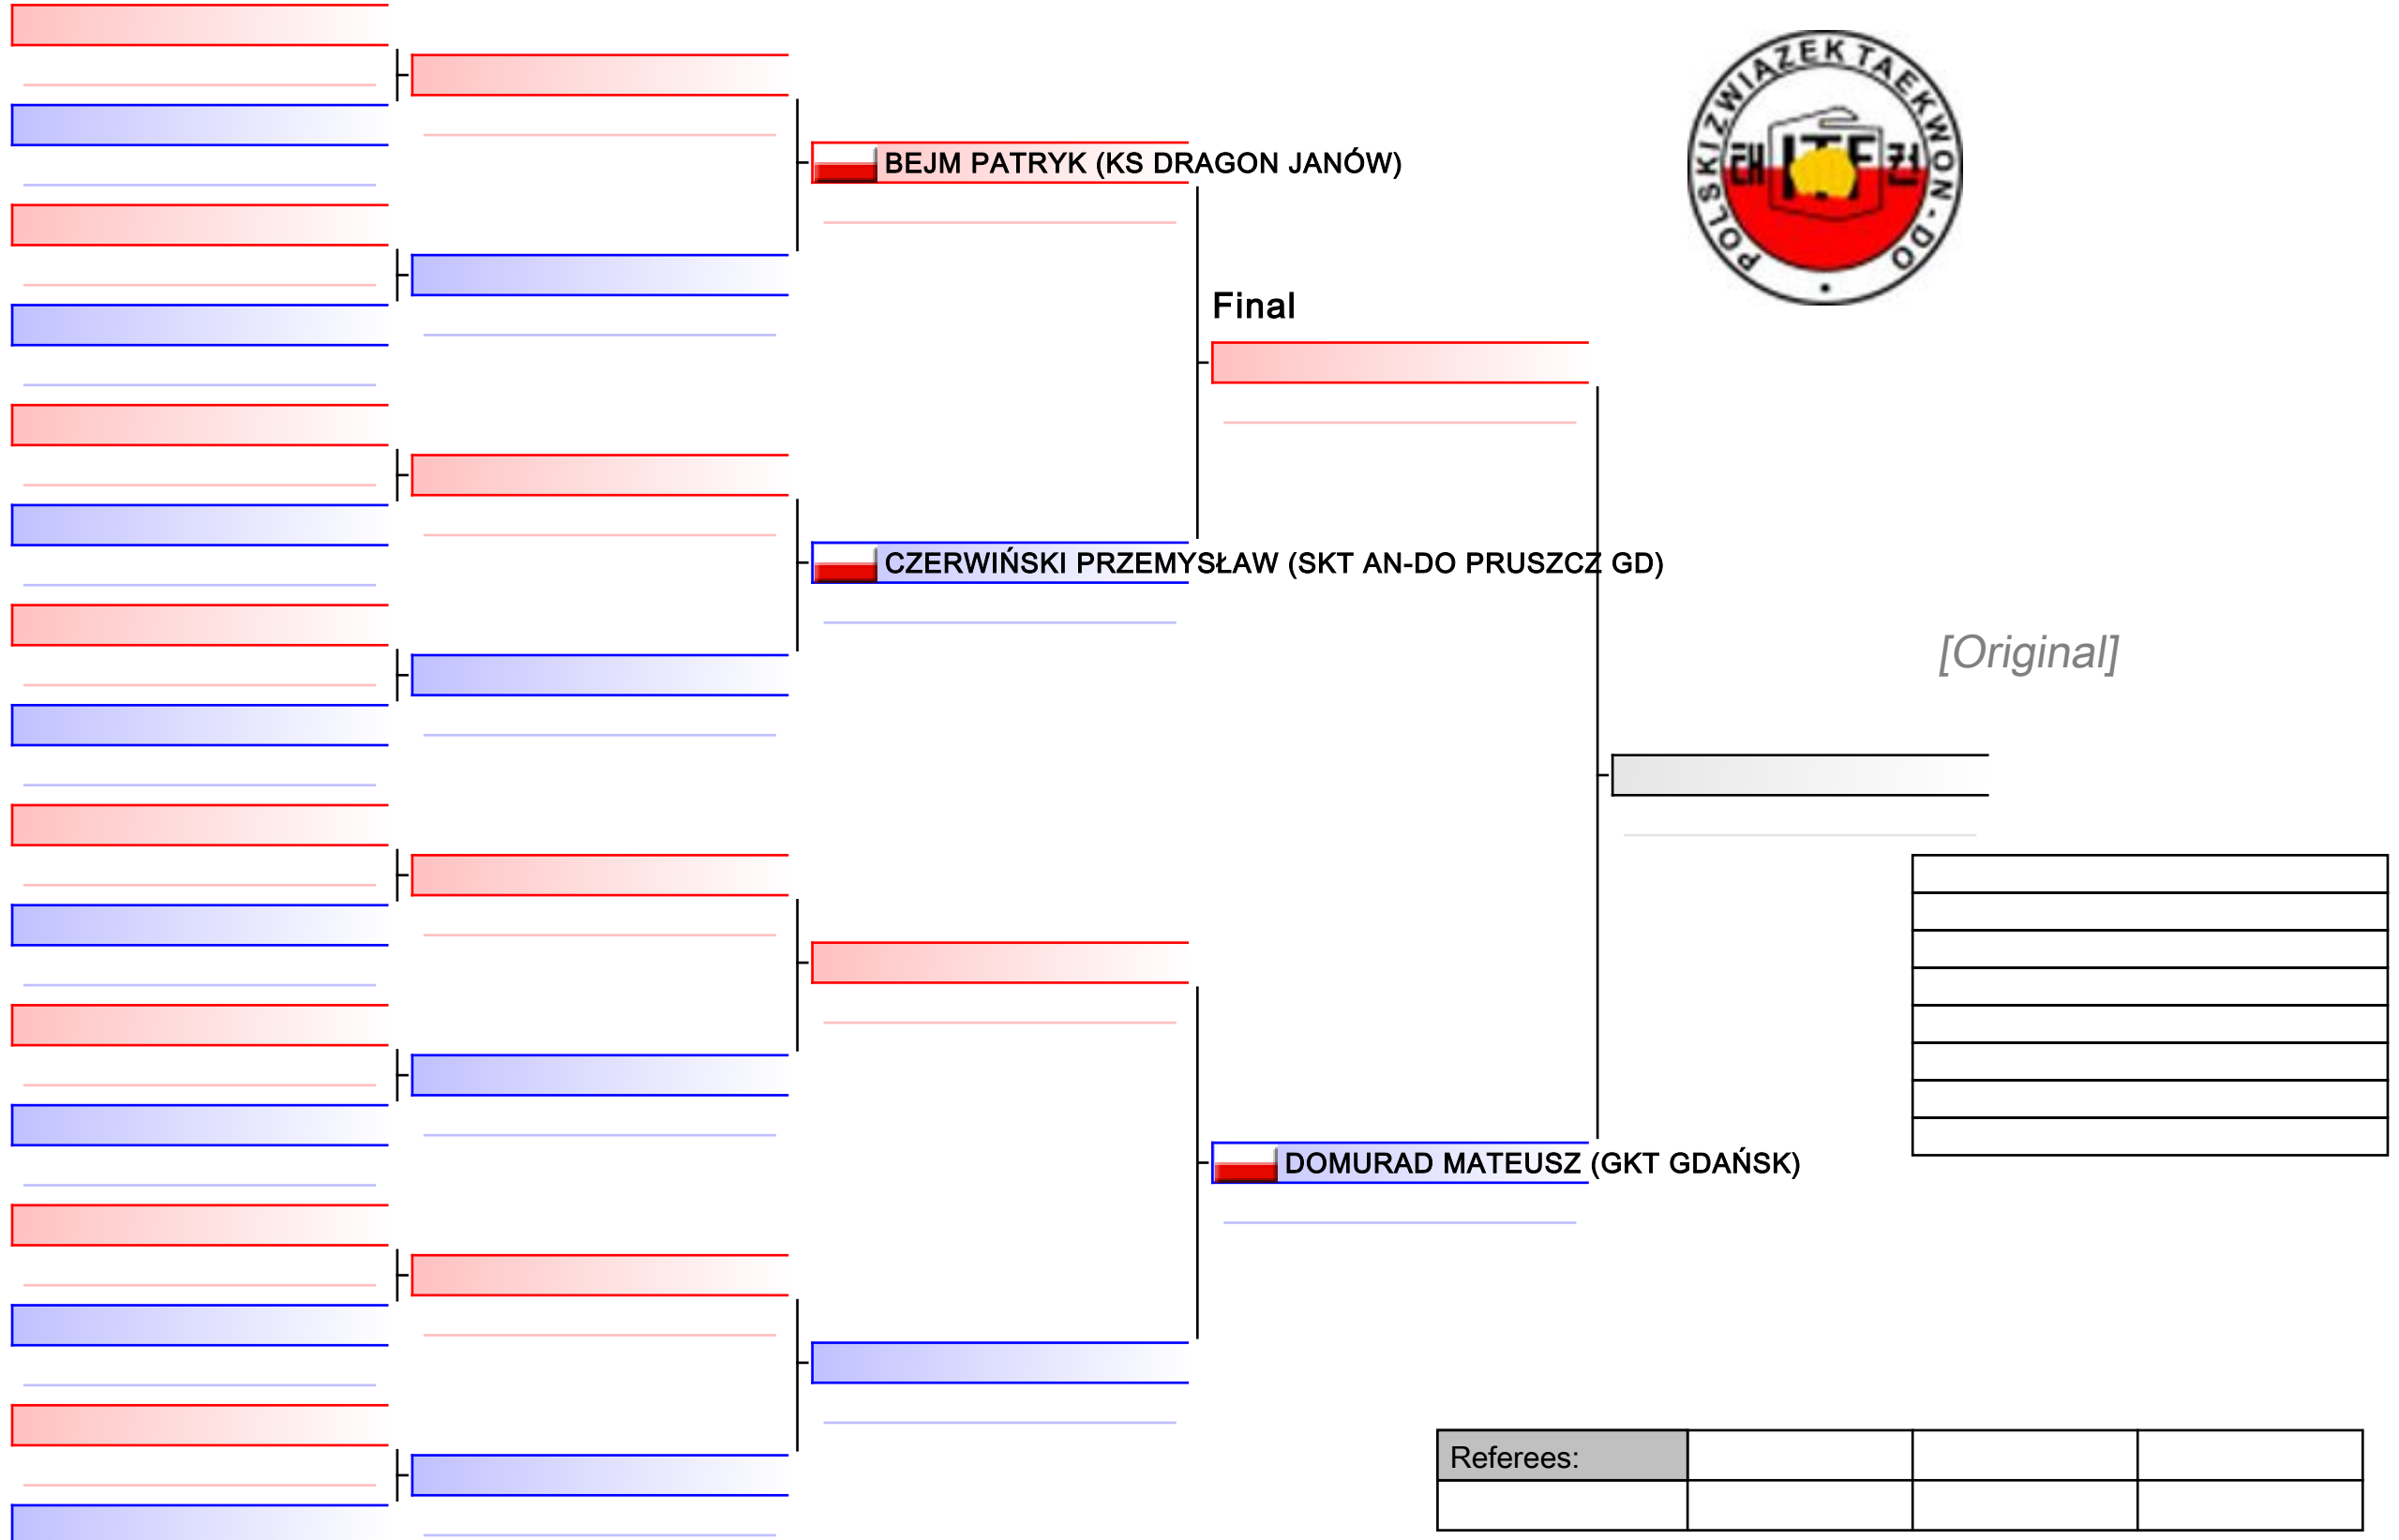 POLSKI ZWIAZEK TAEKWON-DO
ITF
BEJM PATRYK (KS DRAGON JANÓW)
Final
CZERWIŃSKI PRZEMYSŁAW (SKT AN-DO PRUSZCZ GD)
[Original]
DOMURAD MATEUSZ (GKT GDAŃSK)
Referees: